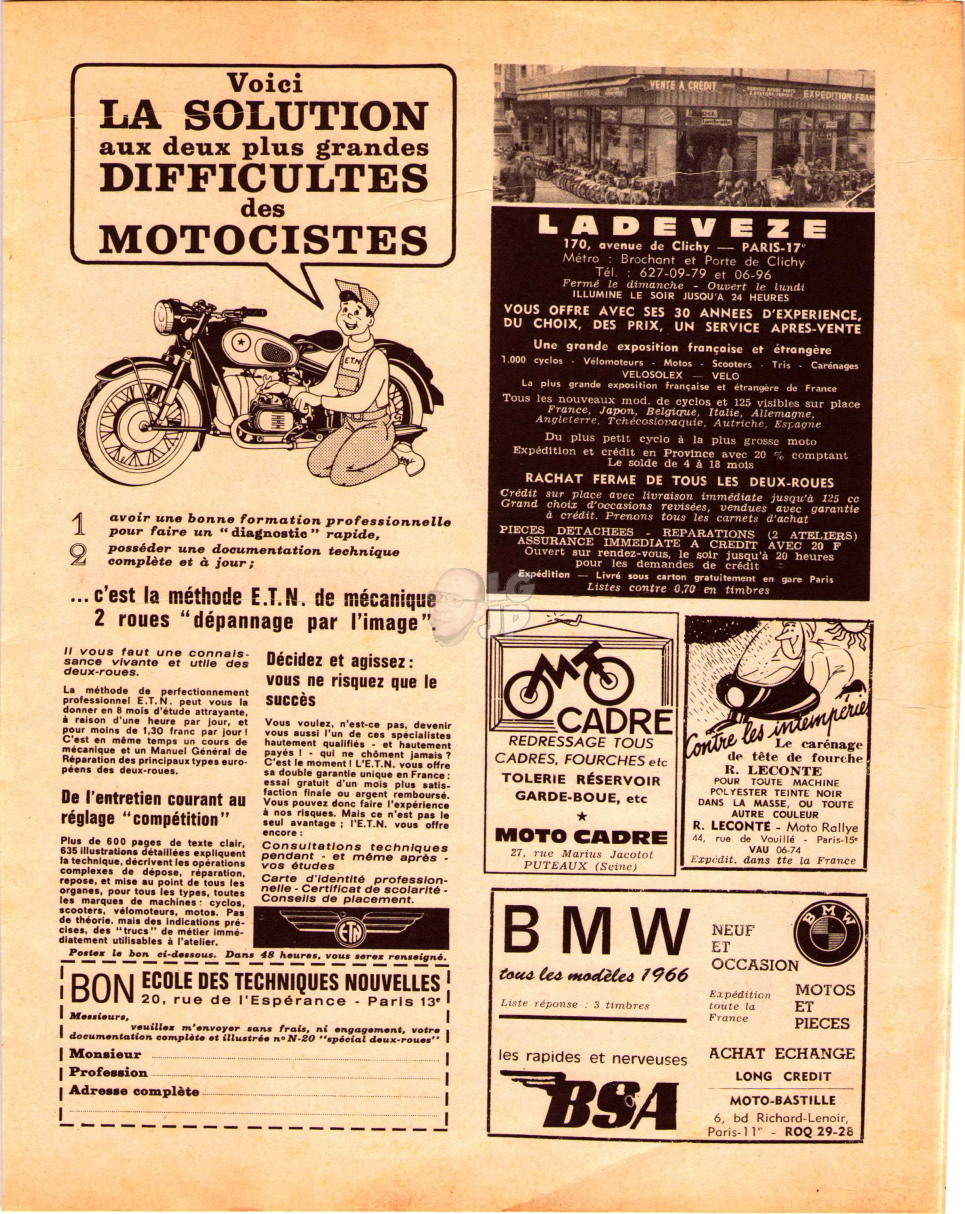 Voici
LA SOLUTION
aux deux plus grandes
DIFFICULTES
des
MOTOCISTES
E.T.N
1 avoir une bonne formation professionnelle
pour faire un "diagnostic" rapide,
2 posséder une documentation technique
complète et à jour ;
... c'est la méthode E.T.N. de mécanique
2 roues "dépannage par l'image".
Il vous faut une connais-
sance vivante et utile des
deux-roues.
La méthode de perfectionnement
professionnel E.T.N. peut vous la
donner en 8 mois d'étude attrayante,
à raison d'une heure par jour, et
pour moins de 1,30 franc par jour !
C'est en même temps un cours de
mécanique et un Manuel Général de
Réparation des principaux types euro-
péens des deux-roues.
De l'entretien courant au
réglage "compétition"
Plus de 600 pages de texte clair,
635 illustrations détaillées expliquent
la technique, décrivent les opérations
complexes de dépose, réparation,
repose, et mise au point de tous les
organes, pour tous les types, toutes
les marques de machines : cyclos,
scooters, vélomoteurs, motos. Pas
de théorie. mais des indications pré-
cises, des "trucs" de métier immé-
diatement utilisables à l'atelier.
Décidez et agissez :
vous ne risquez que le
succès
Vous voulez, n'est-ce pas, devenir
vous aussi l'un de ces spécialistes
hautement qualifiés - et hautement
payés ! - qui ne chôment jamais ?
C'est le moment ! L'E.T.N. vous offre
sa double garantie unique en France :
essai gratuit d'un mois plus satis-
faction finale ou argent remboursé.
Vous pouvez donc faire l'expérience
à nos risques. Mais ce n'est pas le
seul avantage ; l'E.T.N. vous offre
encore :
Consultations techniques
pendant - et même après -
vos études
Carte d'identité profession-
nelle - Certificat de scolarité -
Conseils de placement.
ETN
Postez le bon ci-dessous. Dans 48 heures, vous serez renseigné.
BON ECOLE DES TECHNIQUES NOUVELLES
20, rue de l'Espérance - Paris 13e
Messieurs,
veuillez m'envoyer sans frais, ni engagement, votre
documentation complète et illustrée n° N-20 "spécial deux-roues"
Monsieur
Profession
Adresse complète
VENTE A CREDIT
EXPEDITION FRAN
LADEVEZE
170, avenue de Clichy — PARIS-17e
Métro : Brochant et Porte de Clichy
Tél. : 627-09-79 et 06-96
Fermé le dimanche - Ouvert le lundi
ILLUMINE LE SOIR JUSQU'A 24 HEURES
VOUS OFFRE AVEC SES 30 ANNEES D'EXPERIENCE,
DU CHOIX, DES PRIX, UN SERVICE APRES-VENTE
Une grande exposition française et étrangère
1.000 cyclos - Vélomoteurs - Motos - Scooters - Tris - Carénages
VELOSOLEX — VELO
La plus grande exposition française et étrangère de France
Tous les nouveaux mod. de cyclos et 125 visibles sur place
France, Japon, Belgique, Italie, Allemagne,
Angleterre, Tchécoslovaquie, Autriche, Espagne
Du plus petit cyclo à la plus grosse moto
Expédition et crédit en Province avec 20 % comptant
Le solde de 4 à 18 mois
RACHAT FERME DE TOUS LES DEUX-ROUES
Crédit sur place avec livraison immédiate jusqu'à 125 cc
Grand choix d'occasions revisées, vendues avec garantie
à crédit. Prenons tous les carnets d'achat
PIECES DETACHEES - REPARATIONS (2 ATELIERS)
ASSURANCE IMMEDIATE A CREDIT AVEC 20 F
Ouvert sur rendez-vous, le soir jusqu'à 20 heures
pour les demandes de crédit
Expédition — Livré sous carton gratuitement en gare Paris
Listes contre 0,70 en timbres
LG
JP
MOTO
CADRE
REDRESSAGE TOUS
CADRES, FOURCHES etc
TOLERIE RÉSERVOIR
GARDE-BOUE, etc
★
MOTO CADRE
27, rue Marius Jacotot
PUTEAUX (Seine)
Contre les intempéries
Le carénage
de tête de fourche
R. LECONTE
POUR TOUTE MACHINE
POLYESTER TEINTE NOIR
DANS LA MASSE, OU TOUTE
AUTRE COULEUR
R. LECONTE - Moto Rallye
44, rue de Vouillé - Paris-15e
VAU 06-74
Expédit. dans tte la France
BMW
tous les modèles 1966
Liste réponse : 3 timbres
les rapides et nerveuses
BSA
NEUF
ET
OCCASION
BMW
Expédition
toute la
France
MOTOS
ET
PIECES
ACHAT ECHANGE
LONG CREDIT
MOTO-BASTILLE
6, bd Richard-Lenoir,
Paris-11e - ROQ 29-28